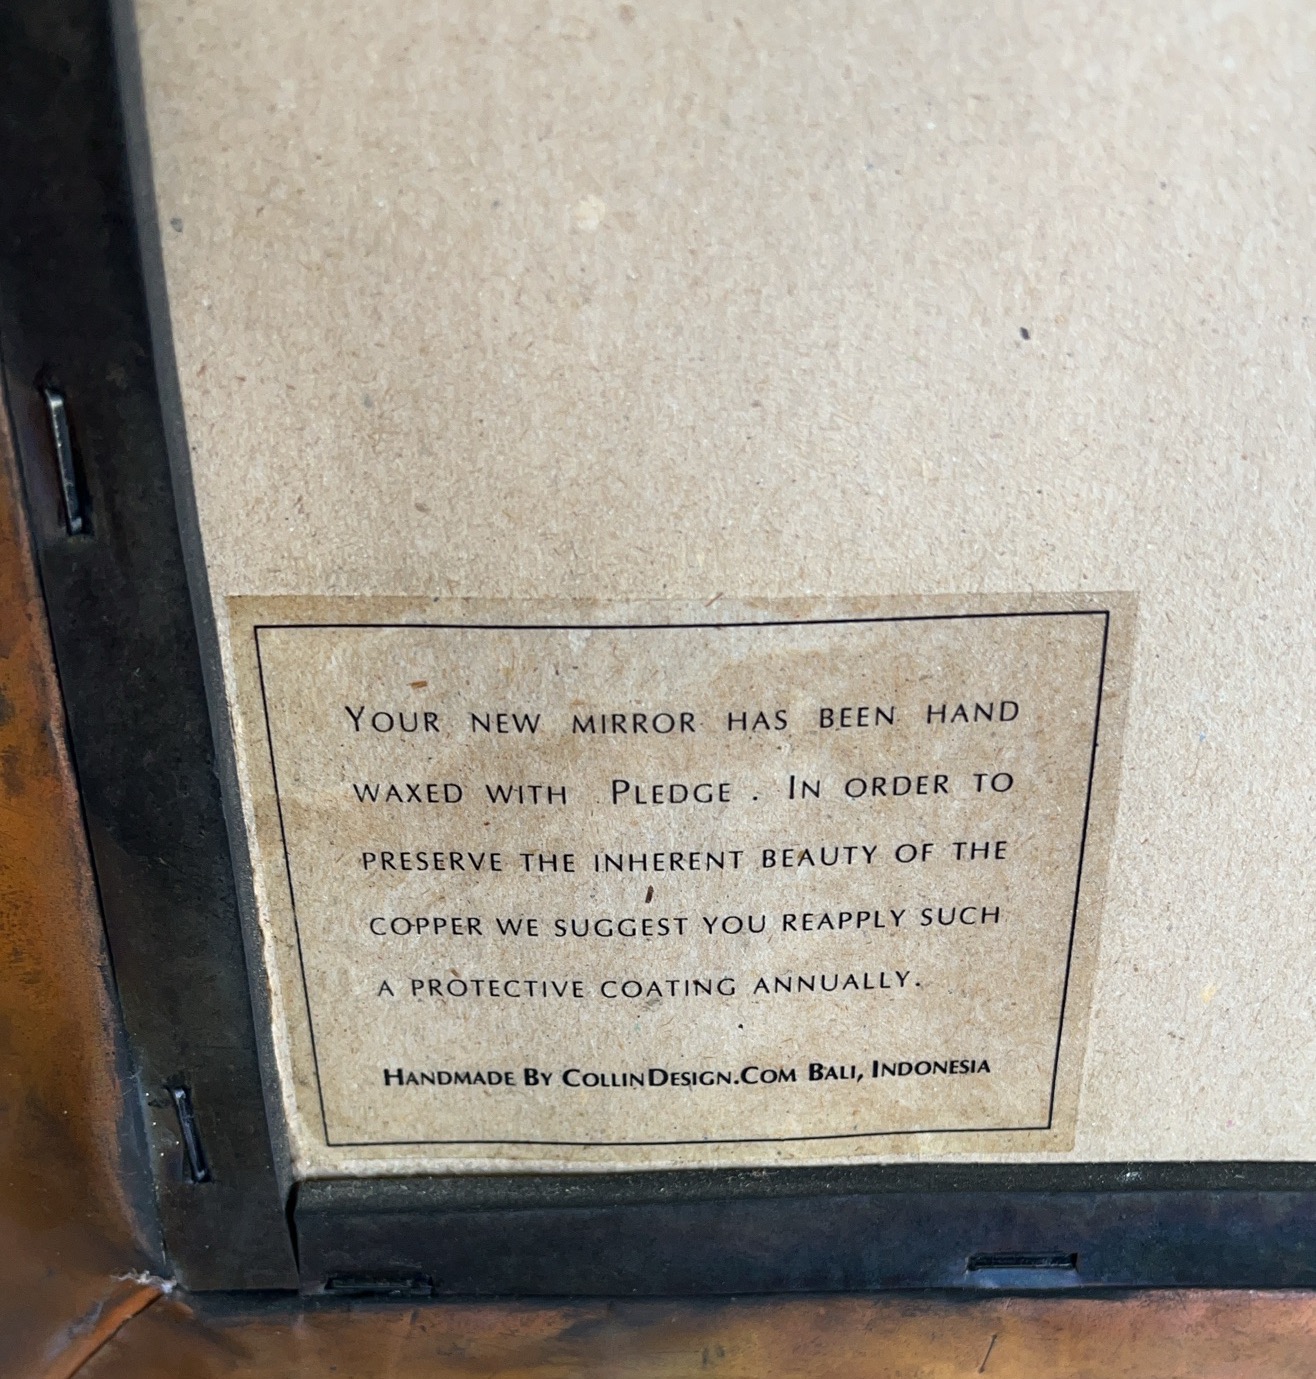 Your new mirror has been hand
waxed with Pledge . In order to
preserve the inherent beauty of the
copper we suggest you reapply such
a protective coating annually.
Handmade By CollinDesign.Com Bali, Indonesia